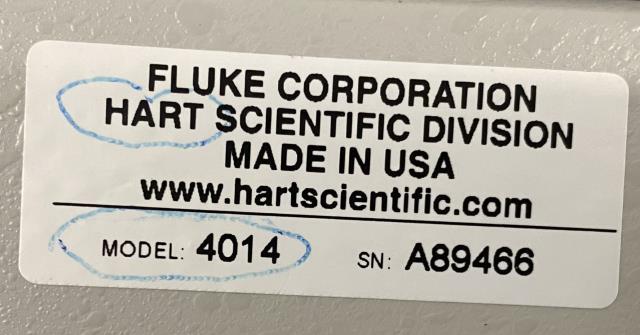 FLUKE CORPORATION
HART SCIENTIFIC DIVISION
MADE IN USA
www.hartscientific.com
MODEL: 4014 SN: A89466